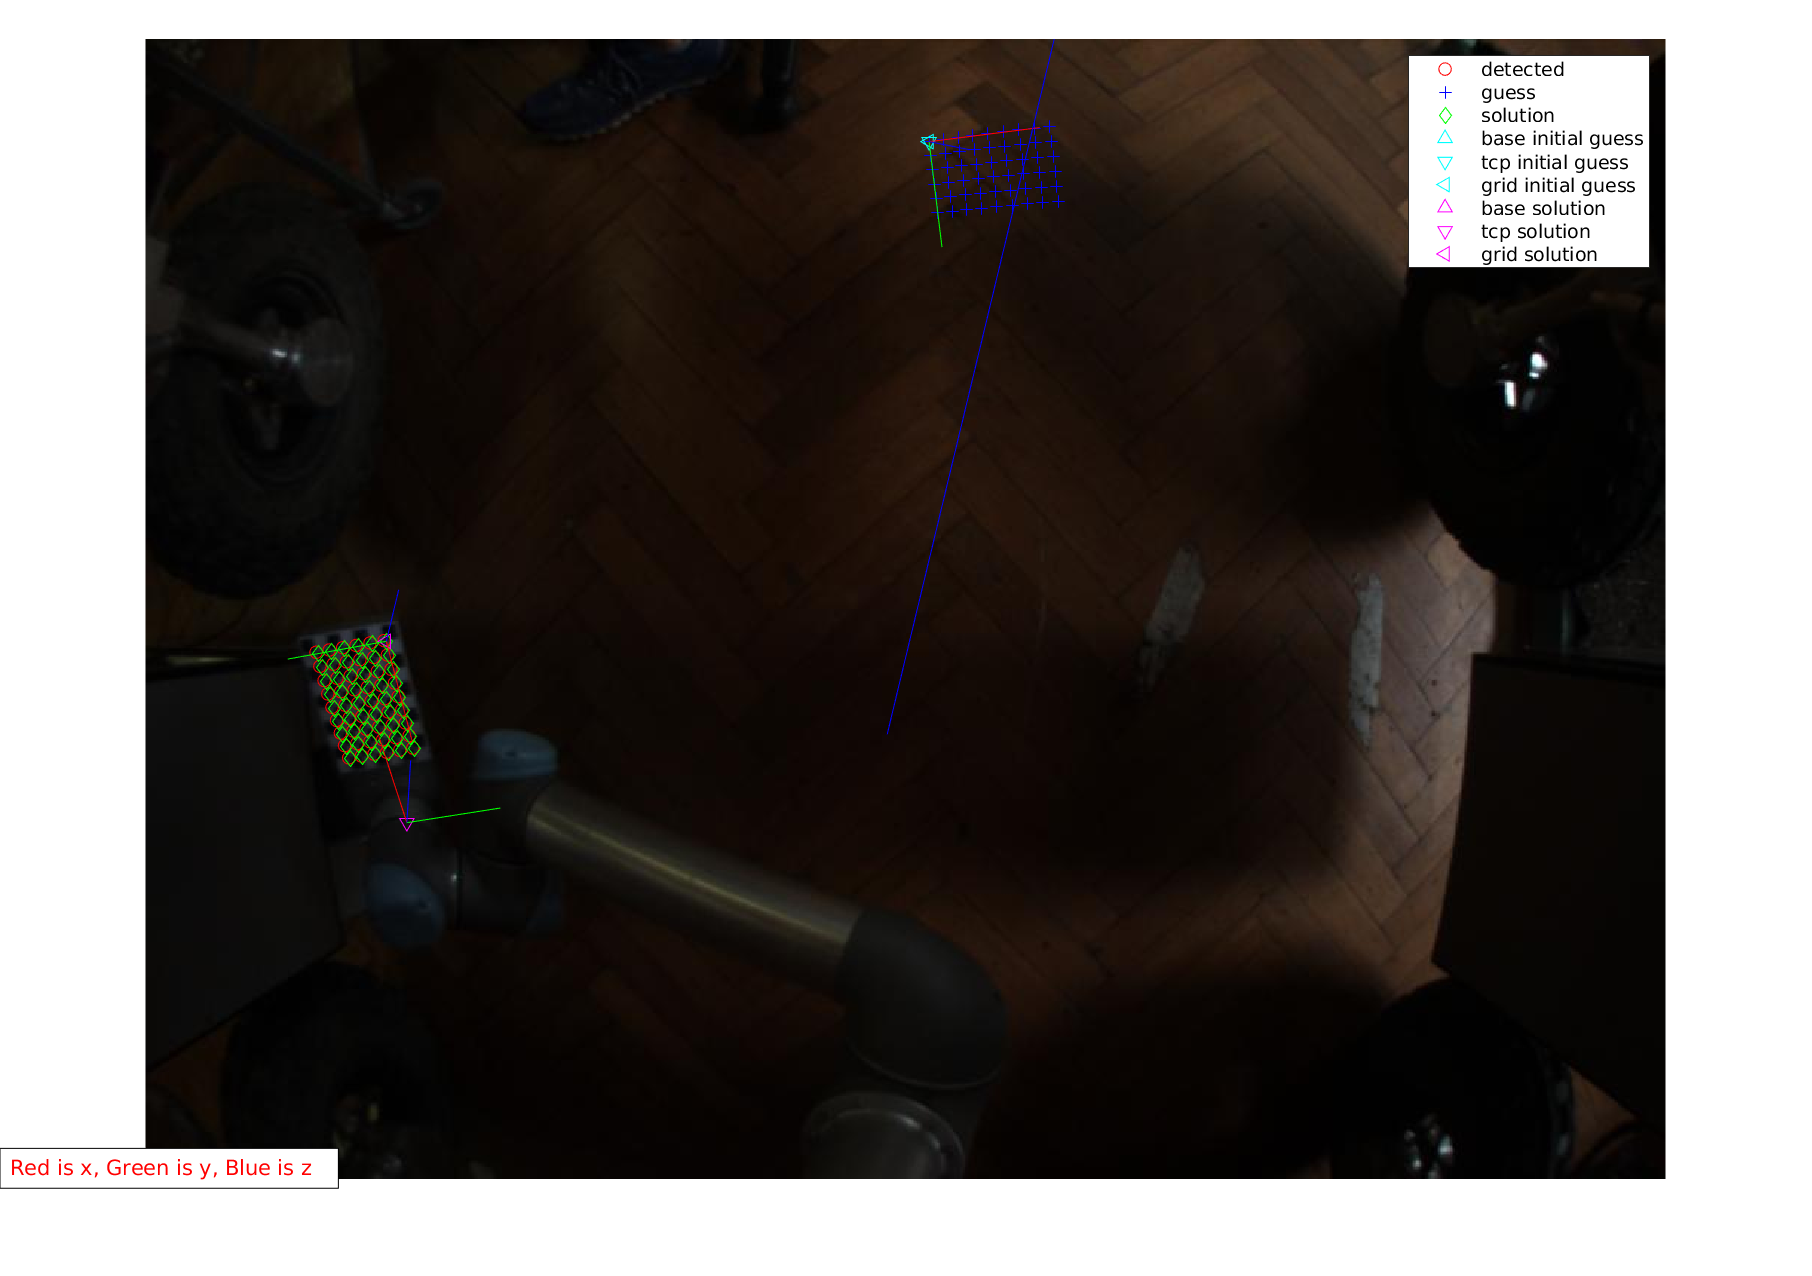 detected
guess
solution
base initial guess
tcp initial guess
grid initial guess
base solution
tcp solution
grid solution
Red is x, Green is y, Blue is z